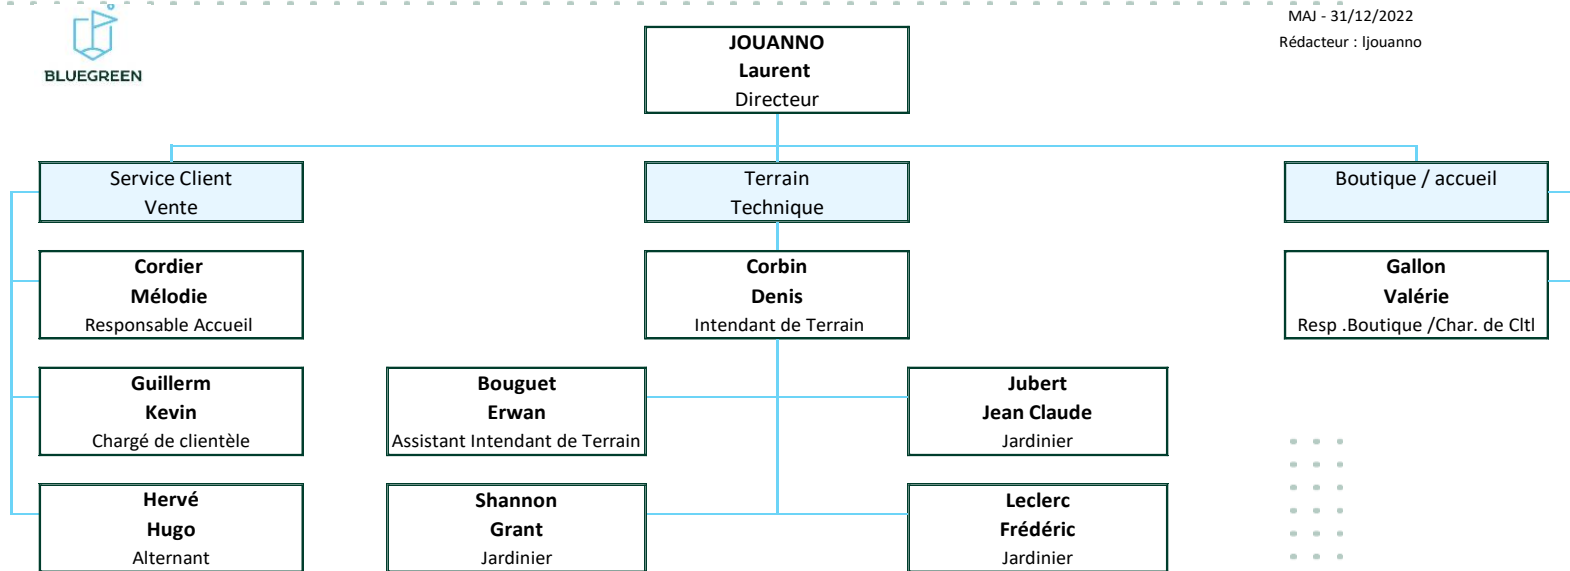 MAJ - 31/12/2022
Rédacteur : ljouanno
BLUEGREEN
JOUANNO
Laurent
Directeur
Service Client
Vente
Terrain
Technique
Boutique / accueil
Cordier
Mélodie
Responsable Accueil
Corbin
Denis
Intendant de Terrain
Gallon
Valérie
Resp .Boutique /Char. de Cltl
Guillerm
Kevin
Chargé de clientèle
Bouguet
Erwan
Assistant Intendant de Terrain
Jubert
Jean Claude
Jardinier
Hervé
Hugo
Alternant
Shannon
Grant
Jardinier
Leclerc
Frédéric
Jardinier